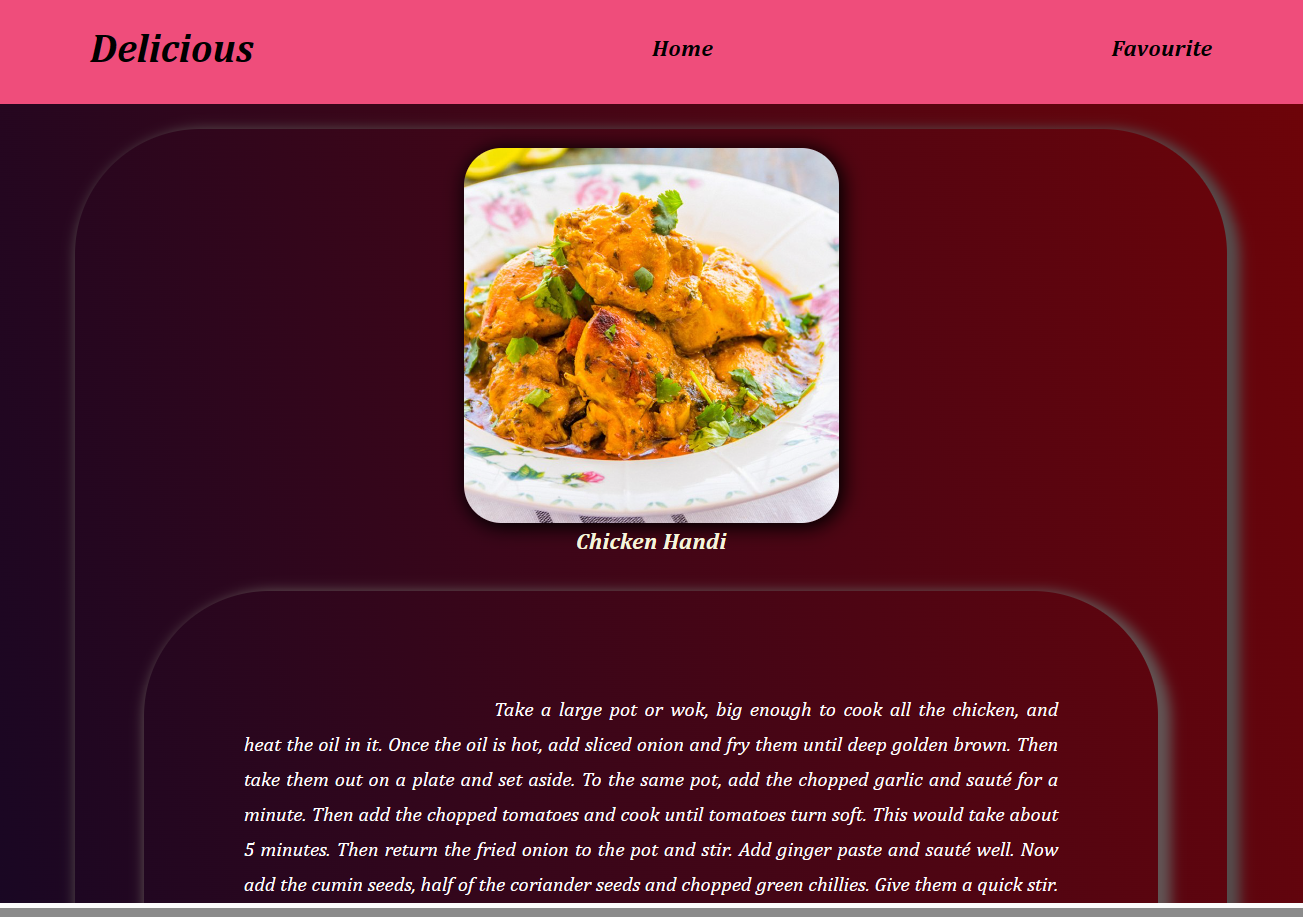 Delicious
Home
Favourite
Chicken Handi
Take a large pot or wok, big enough to cook all the chicken, and
heat the oil in it. Once the oil is hot, add sliced onion and fry them until deep golden brown. Then
take them out on a plate and set aside. To the same pot, add the chopped garlic and sauté for a
minute. Then add the chopped tomatoes and cook until tomatoes turn soft. This would take about
5 minutes. Then return the fried onion to the pot and stir. Add ginger paste and sauté well. Now
add the cumin seeds, half of the coriander seeds and chopped green chillies. Give them a quick stir.